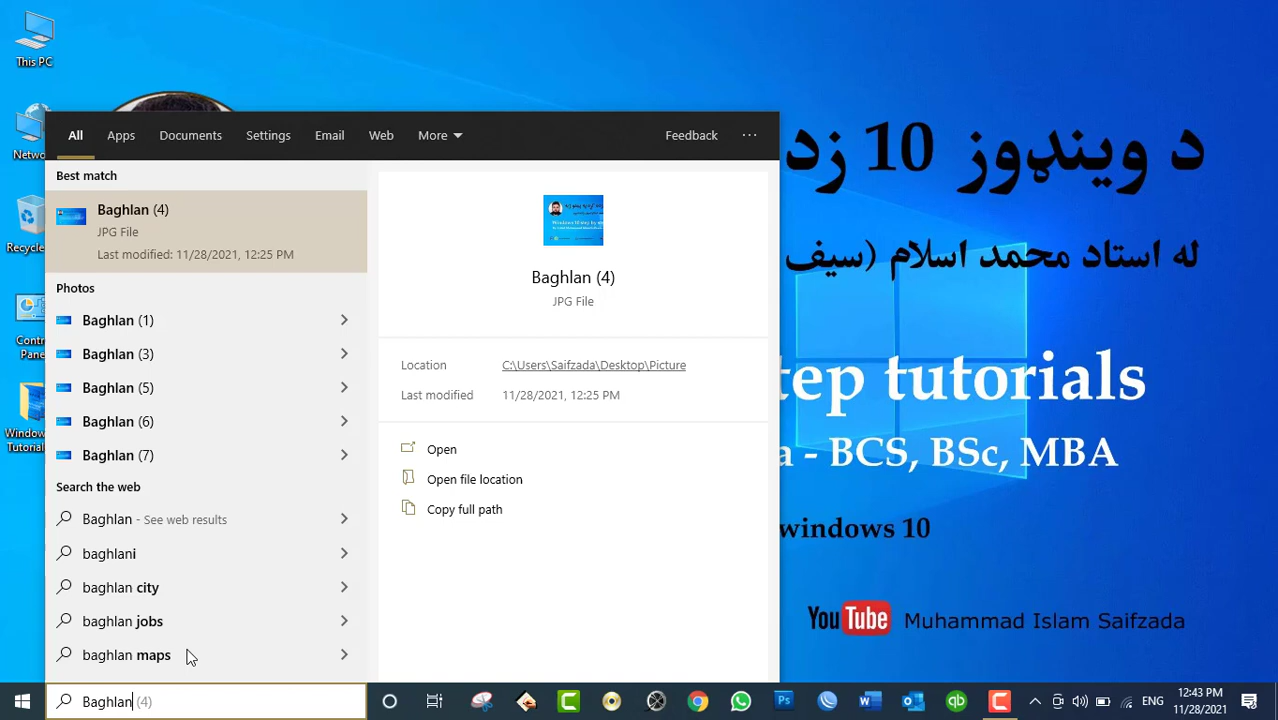 This PC
Netwo
Recycle
Cont
Pane
Window
Tutorial
All Apps Documents Settings Email Web More Feedback ...
Best match
Baghlan (4)
JPG File
Last modified: 11/28/2021, 12:25 PM
Photos
Baghlan (1)
Baghlan (3)
Baghlan (5)
Baghlan (6)
Baghlan (7)
Search the web
Baghlan - See web results
baghlani
baghlan city
baghlan jobs
baghlan maps
Baghlan (4)
Baghlan (4)
JPG File
Location C:\Users\Saifzada\Desktop\Picture
Last modified 11/28/2021, 12:25 PM
Open
Open file location
Copy full path
د وینډوز 10 زد
له استاد محمد اسلام (سیف
tep tutorials
a - BCS, BSc, MBA
windows 10
YouTube Muhammad Islam Saifzada
ENG
12:43 PM
11/28/2021